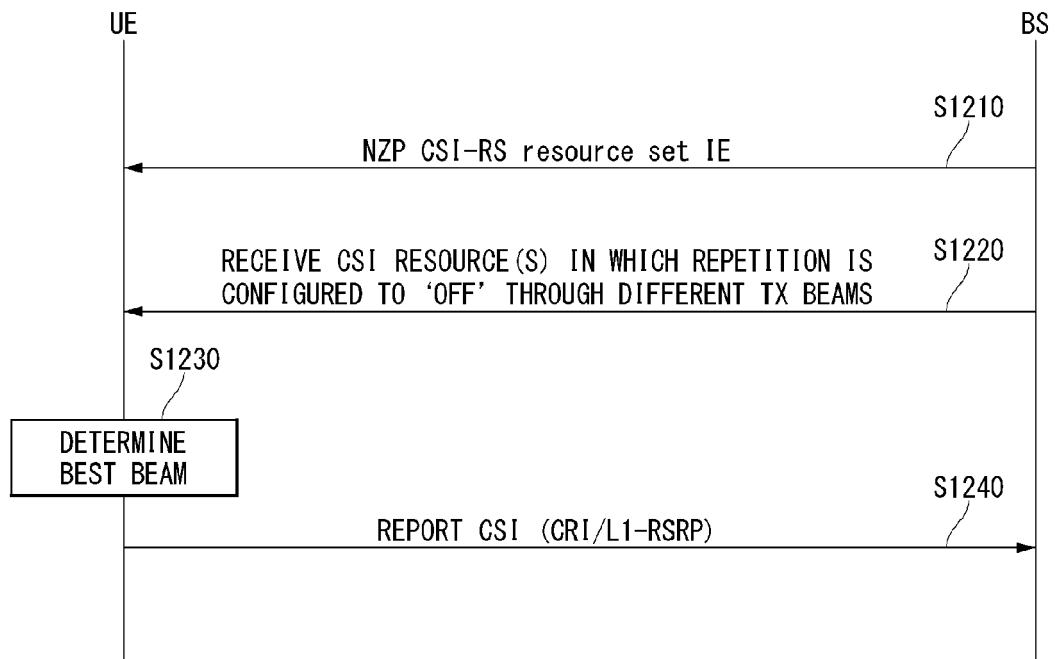 UE
BS
S1210
NZP CSI-RS resource set IE
S1220
RECEIVE CSI RESOURCE(S) IN WHICH REPETITION IS
CONFIGURED TO ‘OFF’ THROUGH DIFFERENT TX BEAMS
S1230
DETERMINE
BEST BEAM
S1240
REPORT CSI (CRI/L1-RSRP)